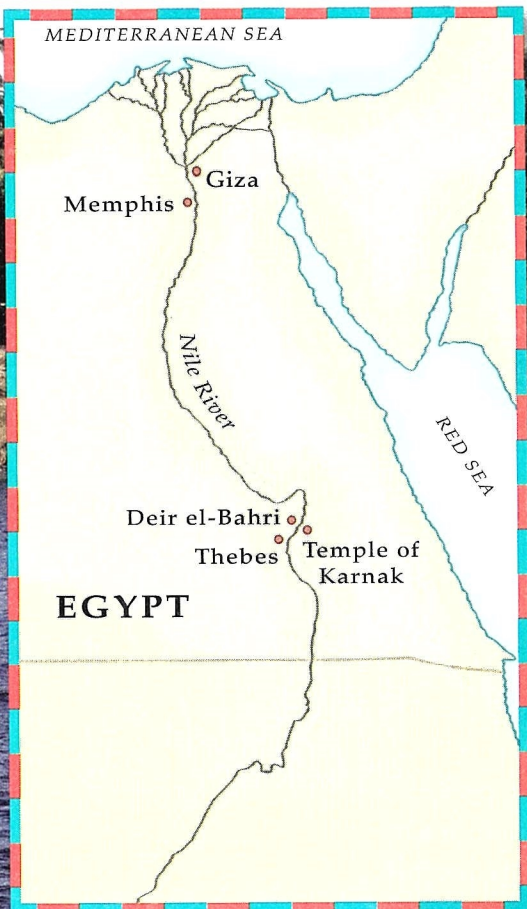 MEDITERRANEAN SEA
Giza
Memphis
Nile River
RED SEA
Deir el-Bahri
Thebes
Temple of
Karnak
EGYPT